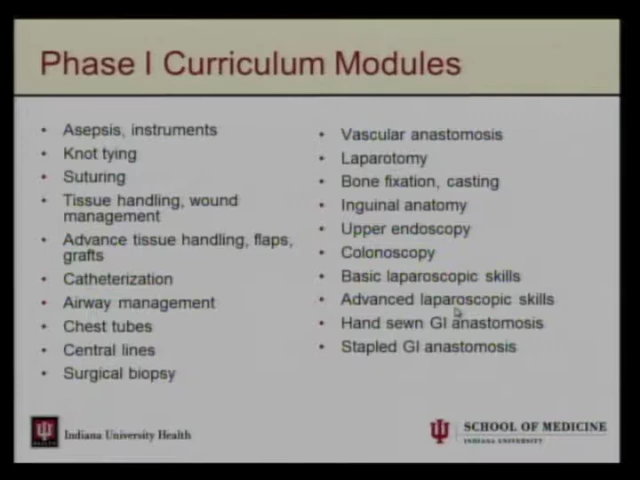 Phase I Curriculum Modules
• Asepsis, instruments
• Knot tying
• Suturing
• Tissue handling, wound
management
• Advance tissue handling, flaps,
grafts
• Catheterization
• Airway management
• Chest tubes
• Central lines
• Surgical biopsy
• Vascular anastomosis
• Laparotomy
• Bone fixation, casting
• Inguinal anatomy
• Upper endoscopy
• Colonoscopy
• Basic laparoscopic skills
• Advanced laparoscopic skills
• Hand sewn GI anastomosis
• Stapled GI anastomosis
Indiana University Health
SCHOOL OF MEDICINE
INDIANA UNIVERSITY